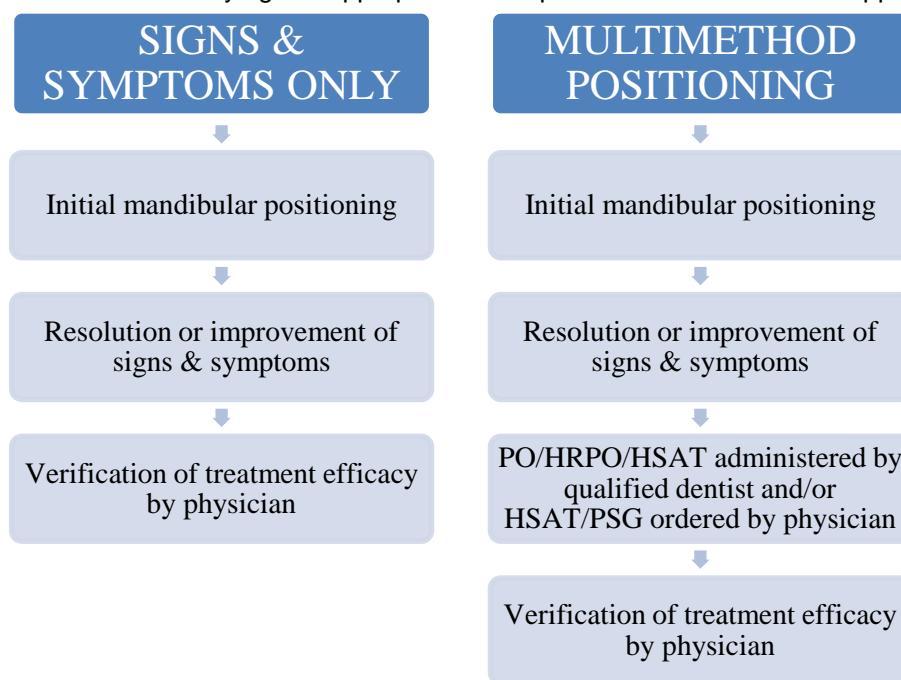 SIGNS &
SYMPTOMS ONLY
Initial mandibular positioning
Resolution or improvement of
signs & symptoms
Verification of treatment efficacy
by physician
MULTIMETHOD
POSITIONING
Initial mandibular positioning
Resolution or improvement of
signs & symptoms
PO/HRPO/HSAT administered by
qualified dentist and/or
HSAT/PSG ordered by physician
Verification of treatment efficacy
by physician